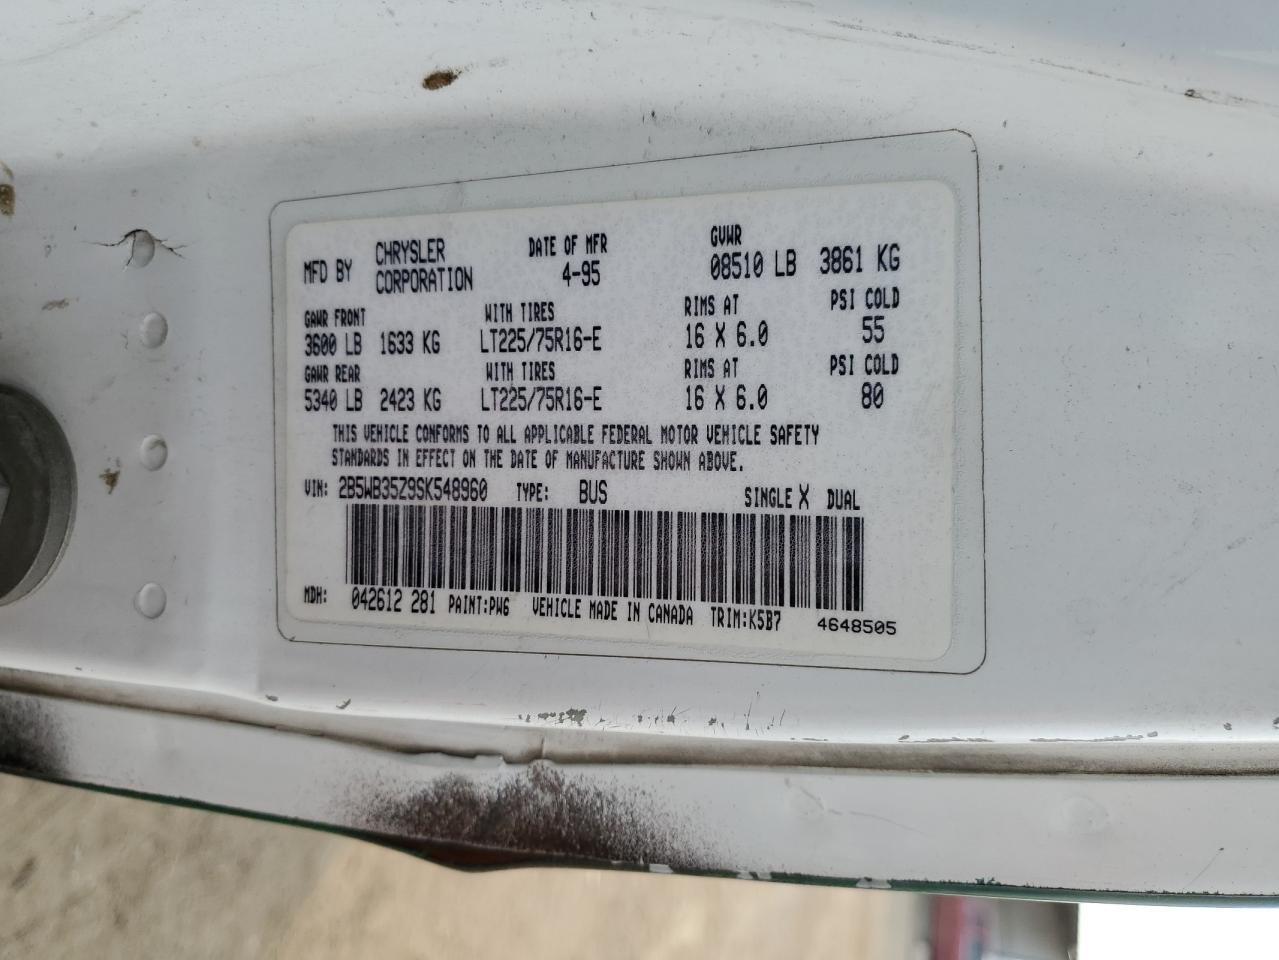 MFD BY CHRYSLER CORPORATION DATE OF MFR 4-95 GVWR 08510 LB 3861 KG
GAWR FRONT WITH TIRES RIMS AT PSI COLD
3600 LB 1633 KG LT225/75R16-E 16 X 6.0 55
GAWR REAR WITH TIRES RIMS AT PSI COLD
5340 LB 2423 KG LT225/75R16-E 16 X 6.0 80
THIS VEHICLE CONFORMS TO ALL APPLICABLE FEDERAL MOTOR VEHICLE SAFETY
STANDARDS IN EFFECT ON THE DATE OF MANUFACTURE SHOWN ABOVE.
VIN: 2B5WB35Z9SK548960 TYPE: BUS SINGLE X DUAL
MDH: 042612 281 PAINT:PW6 VEHICLE MADE IN CANADA TRIM:K5B7 4648505